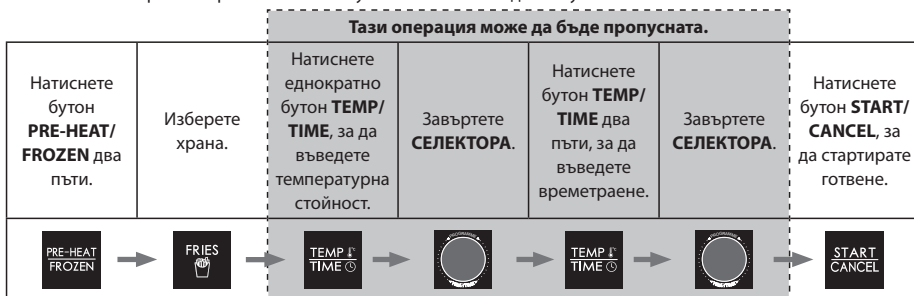 Тази операция може да бъде пропусната.
Натиснете
бутон
PRE-HEAT/
FROZEN два
пъти.
Изберете
храна.
Натиснете
еднократно
бутон TEMP/
TIME, за да
въведете
температурна
стойност.
Завъртете
СЕЛЕКТОРА.
Натиснете
бутон TEMP/
TIME два
пъти, за да
въведете
времетраене.
Завъртете
СЕЛЕКТОРА.
Натиснете
бутон START/
CANCEL, за
да стартирате
готвене.
PRE-HEAT
FROZEN
FRIES
TEMP
TIME
PROGRAMME
TEMP
TIME
PROGRAMME
START
CANCEL